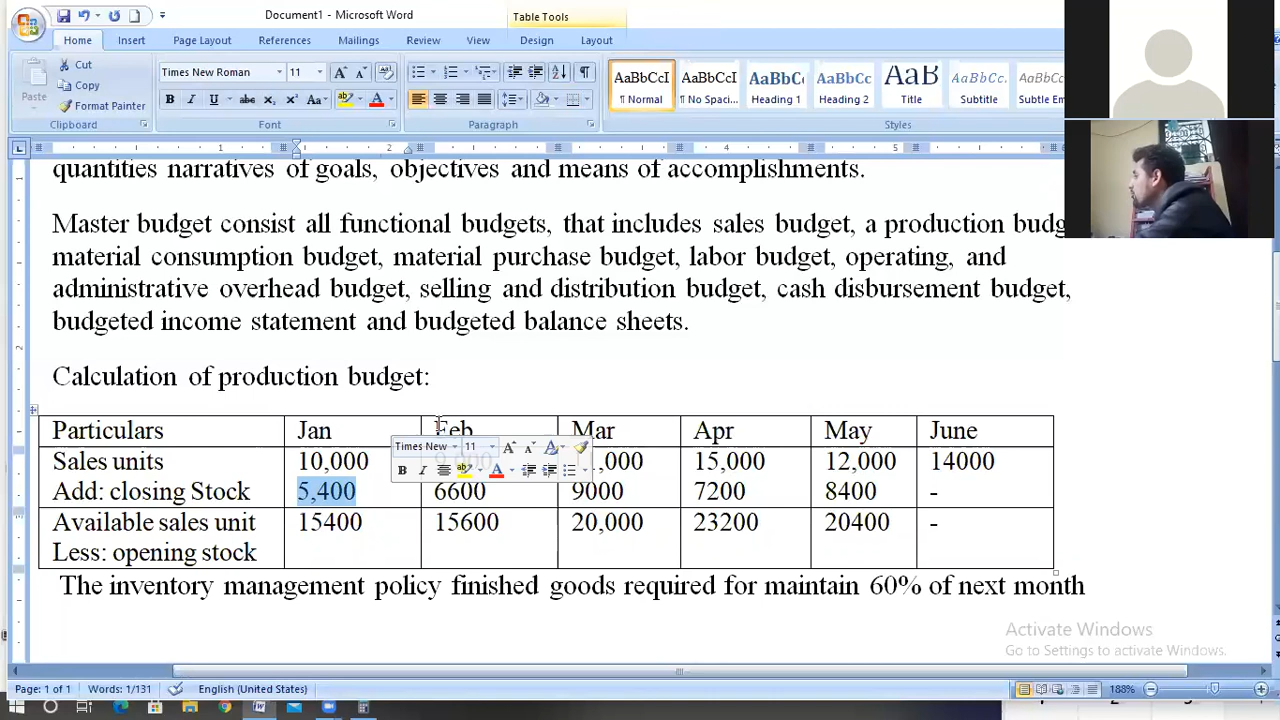 Document1 - Microsoft Word
Table Tools
Home Insert Page Layout References Mailings Review View Design Layout
Paste
Cut
Copy
Format Painter
Times New Roman 11
AaBbCcI AaBbCcI AaBbC AaBbCc AaB AaBbCc. AaBbCc.
¶ Normal ¶ No Spaci... Heading 1 Heading 2 Title Subtitle Subtle Em
Clipboard Font Paragraph Styles
quantities narratives of goals, objectives and means of accomplishments.
Master budget consist all functional budgets, that includes sales budget, a production budg
material consumption budget, material purchase budget, labor budget, operating, and
administrative overhead budget, selling and distribution budget, cash disbursement budget,
budgeted income statement and budgeted balance sheets.
Calculation of production budget:
Particulars Jan Feb Mar Apr May June
Times New 11
Sales units 10,000 15,000 12,000 14000
Add: closing Stock 5,400 6600 9000 7200 8400 -
Available sales unit 15400 15600 20,000 23200 20400 -
Less: opening stock
The inventory management policy finished goods required for maintain 60% of next month
Activate Windows
Go to Settings to activate Windows.
Page: 1 of 1 Words: 1/131 English (United States) 188%